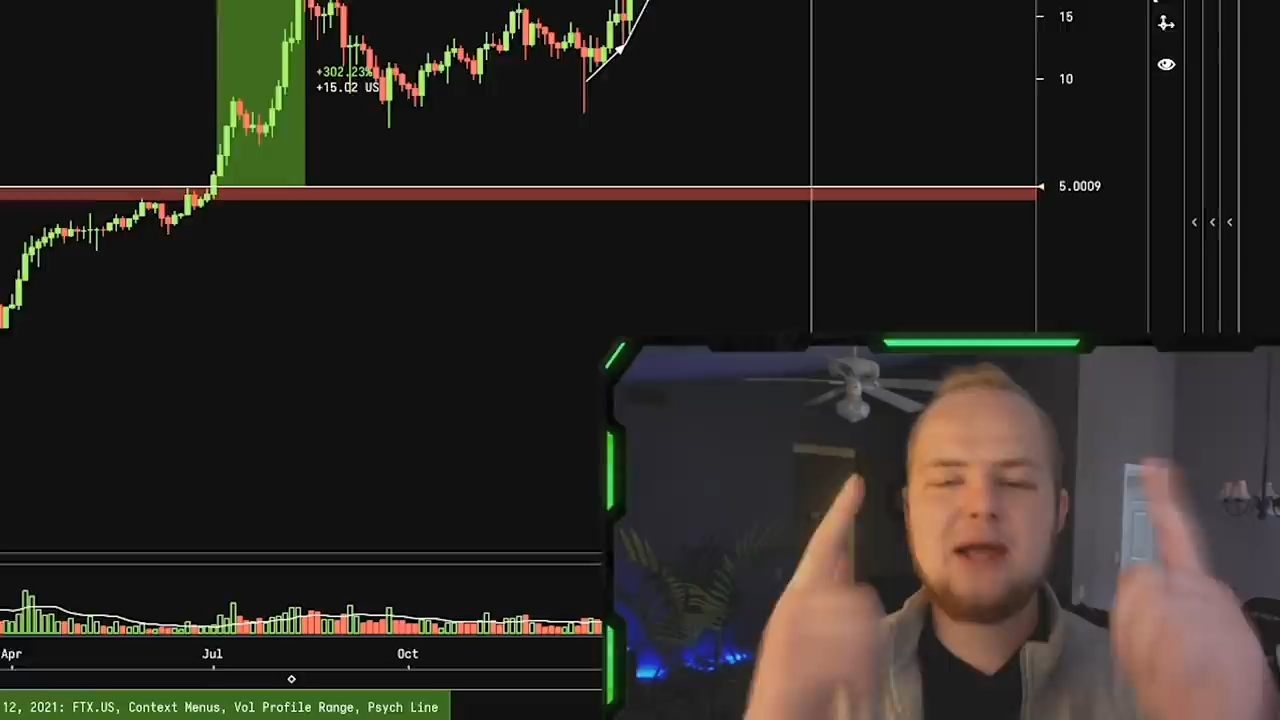 15
+302.23%
10
+15.02 US
5.0009
Apr
Jul
Oct
12, 2021: FTX.US, Context Menus, Vol Profile Range, Psych Line